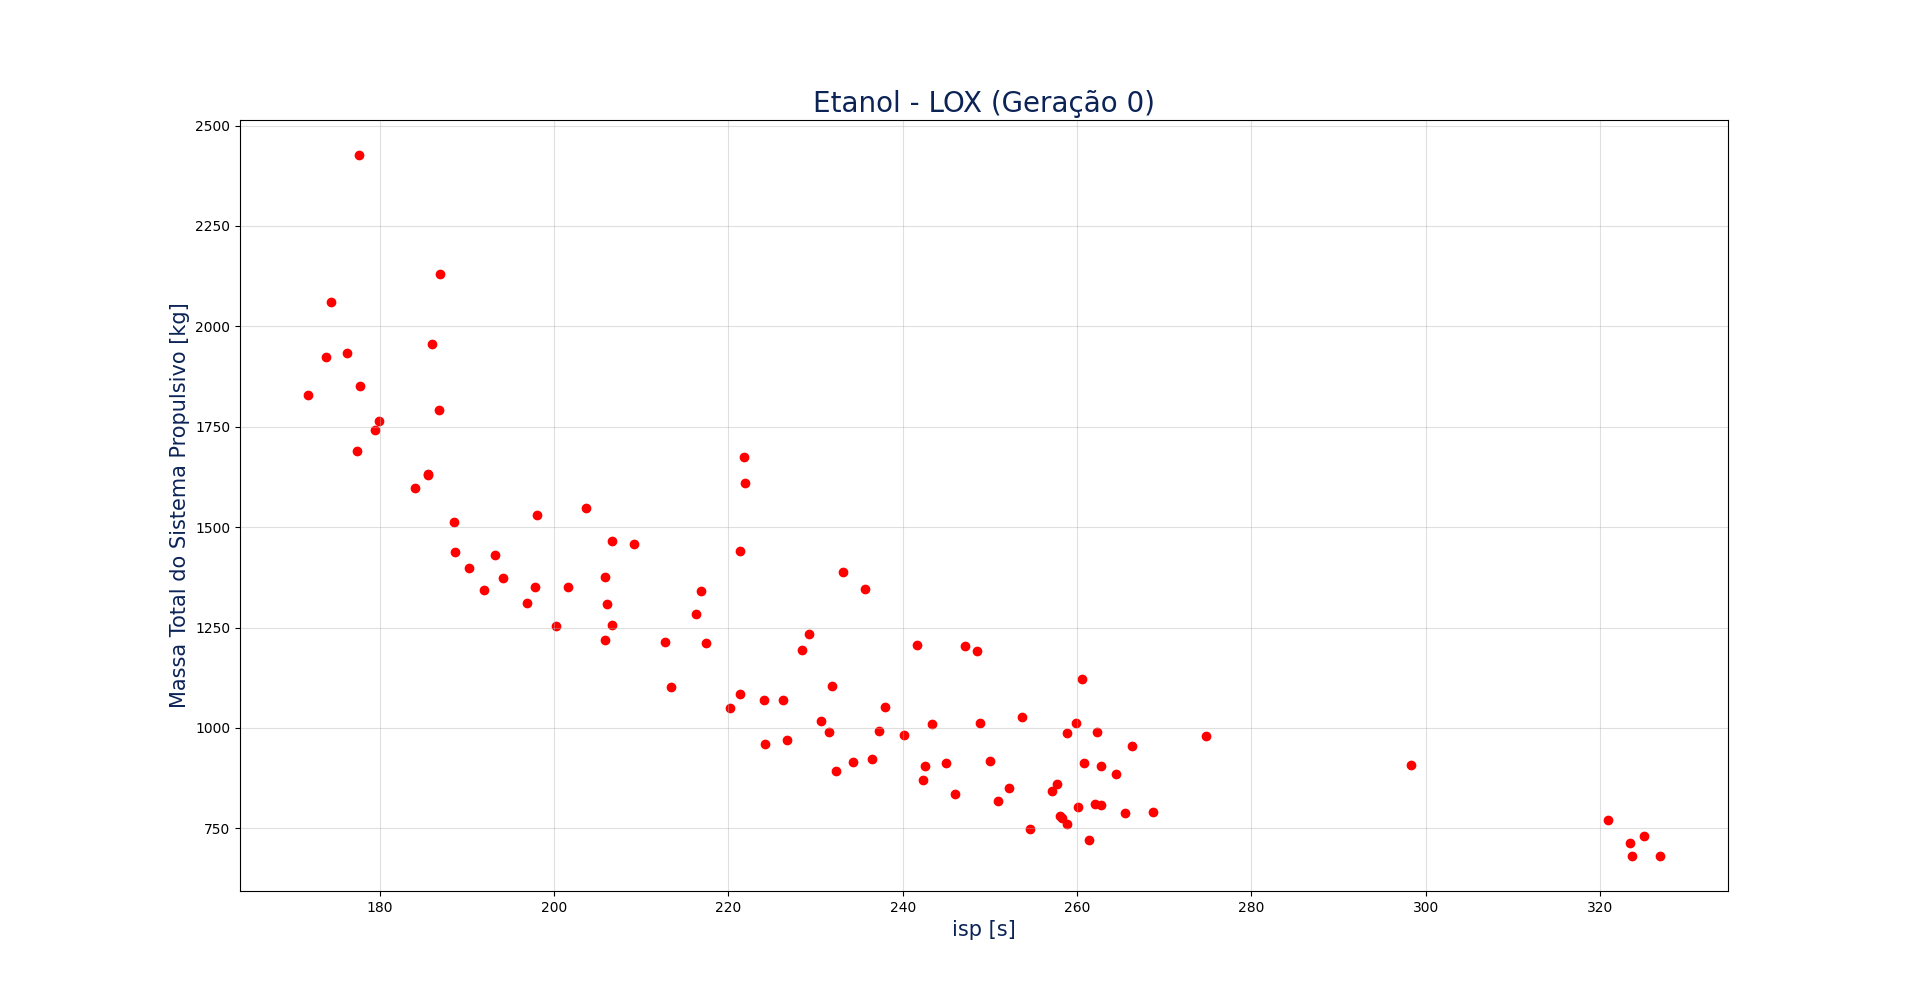 Etanol - LOX (Geração 0)
2500
2250
2000
1750
1500
1250
1000
750
Massa Total do Sistema Propulsivo [kg]
180 200 220 240 260 280 300 320
isp [s]